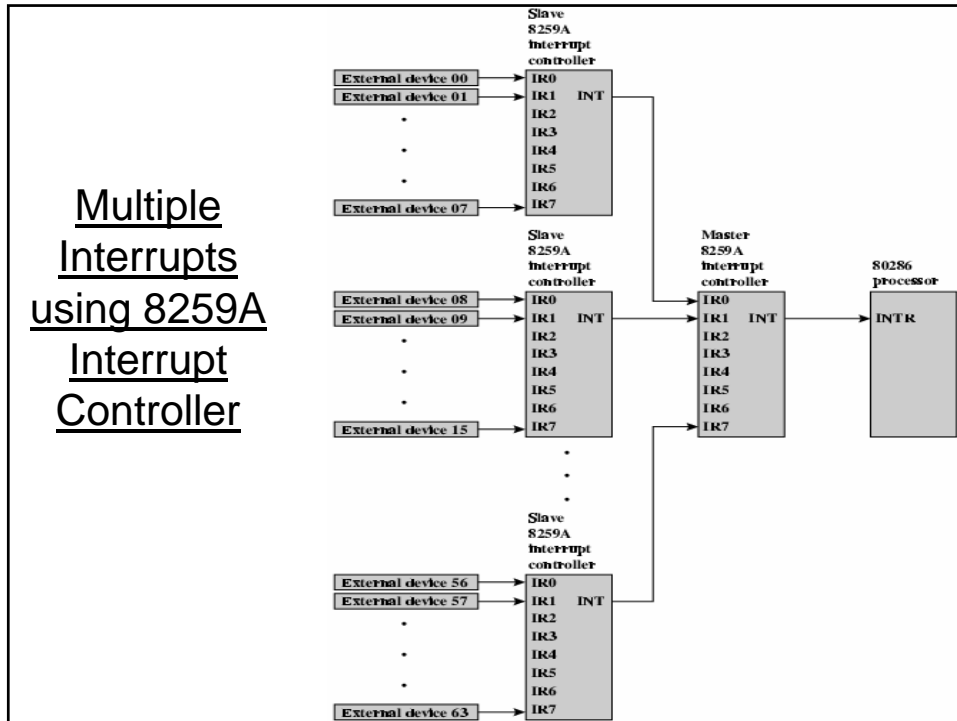 Multiple
Interrupts
using 8259A
Interrupt
Controller
Slave
8259A
interrupt
controller
External device 00
External device 01
External device 07
IR0
IR1 INT
IR2
IR3
IR4
IR5
IR6
IR7
Slave
8259A
interrupt
controller
External device 08
External device 09
External device 15
IR0
IR1 INT
IR2
IR3
IR4
IR5
IR6
IR7
Master
8259A
interrupt
controller
IR0
IR1 INT
IR2
IR3
IR4
IR5
IR6
IR7
80286
processor
INTR
Slave
8259A
interrupt
controller
External device 56
External device 57
External device 63
IR0
IR1 INT
IR2
IR3
IR4
IR5
IR6
IR7